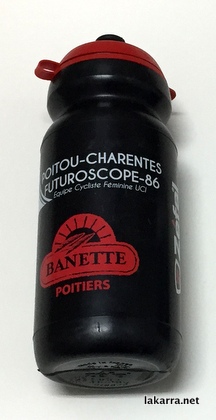 POITOU-CHARENTES
FUTUROSCOPE-86
Equipe Cycliste Féminine UCI
BANETTE
POITIERS
lakarra.net